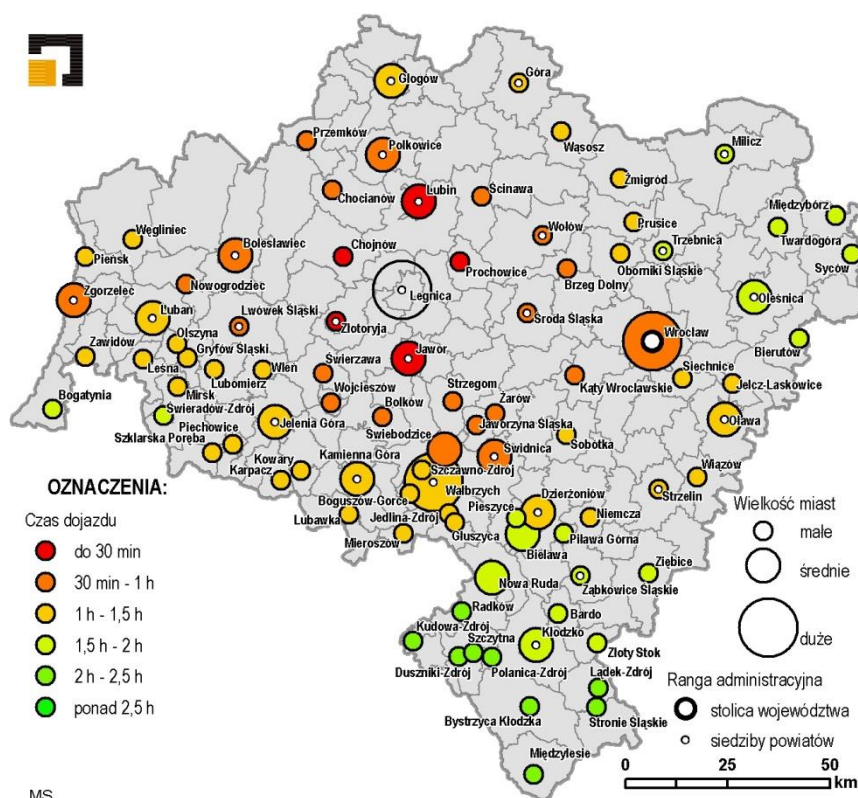 Głogów
Góra
Przemków
Polkowice
Wąsosz
Milicz
Żmigród
Lubin
Ścinawa
Chocianów
Międzybórz
Prusice
Twardogóra
Węgliniec
Wołów
Trzebnica
Bolesławiec
Chojnów
Syców
Pieńsk
Prochowice
Oborniki Śląskie
Brzeg Dolny
Nowogrodziec
Legnica
Oleśnica
Zgorzelec
Lubań
Lwówek Śląski
Środa Śląska
Złotoryja
Wrocław
Olszyna
Zawidów
Gryfów Śląski
Świerzawa
Jawor
Bierutów
Leśna
Wleń
Siechnice
Lubomierz
Kąty Wrocławskie
Jelcz-Laskowice
Mirsk
Wojcieszów
Strzegom
Bogatynia
Świeradów-Zdrój
Bolków
Żarów
Piechowice
Jelenia Góra
Jaworzyna Śląska
Oława
Szklarska Poręba
Świebodzice
Sobótka
Kamienna Góra
Świdnica
Kowary
Szczawno-Zdrój
Wiązów
Karpacz
Wałbrzych
Boguszów-Gorce
Dzierżoniów
Strzelin
Jedlina-Zdrój
Pieszyce
Niemcza
Lubawka
Głuszyca
Mieroszów
Bielawa
Piława Górna
Ziębice
Nowa Ruda
Ząbkowice Śląskie
Radków
Bardo
Kudowa-Zdrój
Szczytna
Kłodzko
Złoty Stok
Duszniki-Zdrój
Polanica-Zdrój
Lądek-Zdrój
Bystrzyca Kłodzka
Stronie Śląskie
Międzylesie
OZNACZENIA:
Czas dojazdu
do 30 min
30 min - 1 h
1 h - 1,5 h
1,5 h - 2 h
2 h - 2,5 h
ponad 2,5 h
Wielkość miast
małe
średnie
duże
Ranga administracyjna
stolica województwa
siedziby powiatów
0 25 50
km
MS